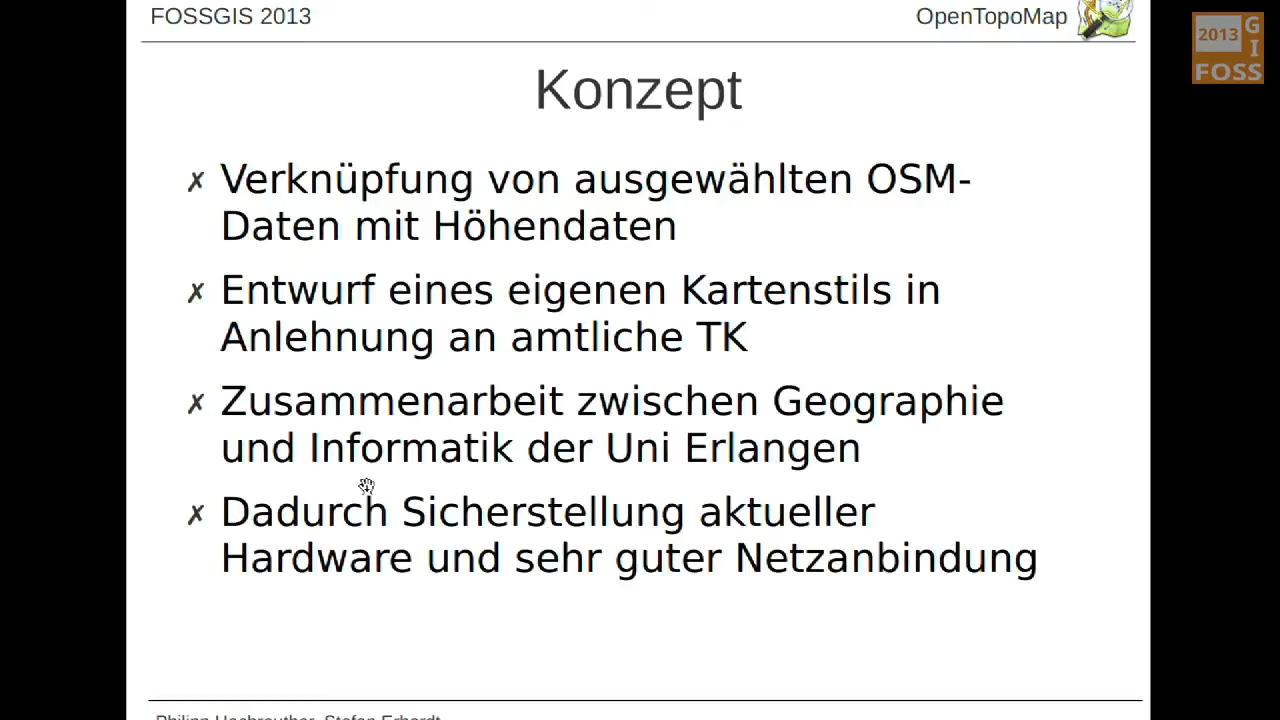 FOSSGIS 2013
OpenTopoMap
2013 G
I
FOSS
Konzept
✗ Verknüpfung von ausgewählten OSM-
Daten mit Höhendaten
✗ Entwurf eines eigenen Kartenstils in
Anlehnung an amtliche TK
✗ Zusammenarbeit zwischen Geographie
und Informatik der Uni Erlangen
✗ Dadurch Sicherstellung aktueller
Hardware und sehr guter Netzanbindung
Philipp Hochreuther, Stefan Erhardt